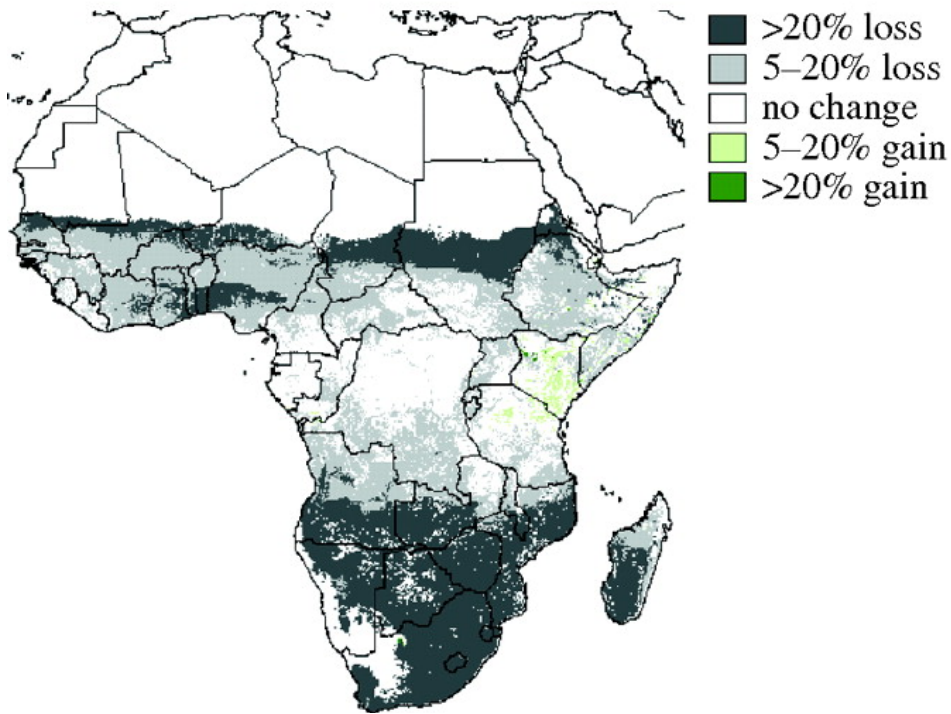 >20% loss
5–20% loss
no change
5–20% gain
>20% gain